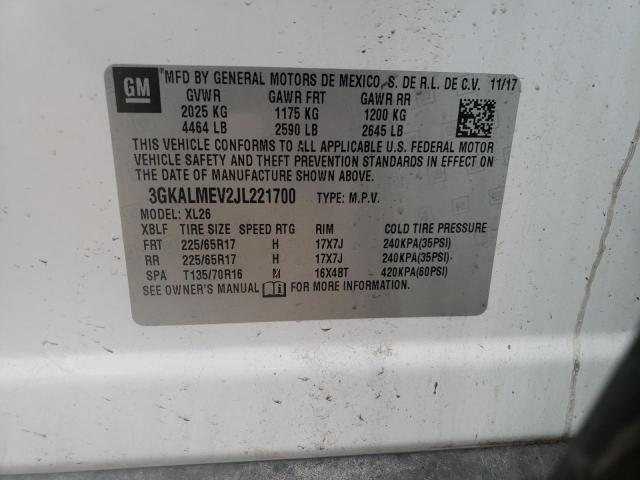 GM
MFD BY GENERAL MOTORS DE MEXICO, S. DE R.L. DE C.V. 11/17
GVWR GAWR FRT GAWR RR
2025 KG 1175 KG 1200 KG
4464 LB 2590 LB 2645 LB
THIS VEHICLE CONFORMS TO ALL APPLICABLE U.S. FEDERAL MOTOR
VEHICLE SAFETY AND THEFT PREVENTION STANDARDS IN EFFECT ON
THE DATE OF MANUFACTURE SHOWN ABOVE.
3GKALMEV2JL221700 TYPE: M.P.V.
MODEL: XL26
XBLF TIRE SIZE SPEED RTG RIM COLD TIRE PRESSURE
FRT 225/65R17 H 17X7J 240KPA(35PSI)
RR 225/65R17 H 17X7J 240KPA(35PSI)
SPA T135/70R16 M 16X4BT 420KPA(60PSI)
SEE OWNER'S MANUAL FOR MORE INFORMATION